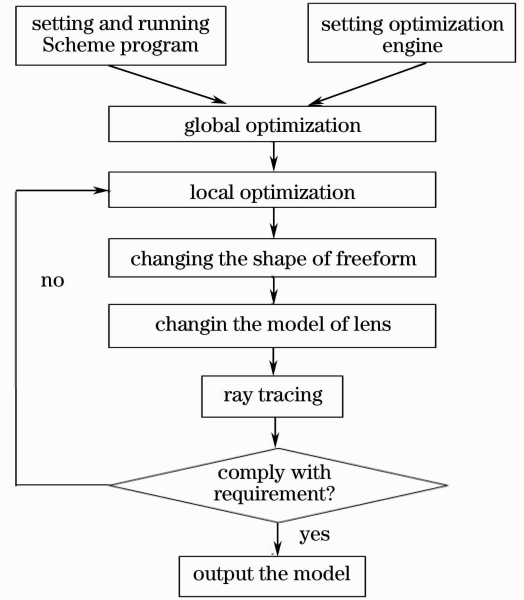 setting and running
Scheme program
setting optimization
engine
global optimization
local optimization
changing the shape of freeform
changin the model of lens
ray tracing
comply with
requirement?
no
yes
output the model